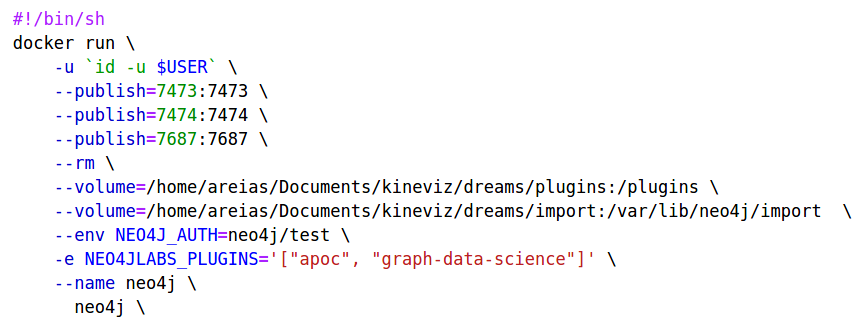 #!/bin/sh
docker run \
    -u `id -u $USER` \
    --publish=7473:7473 \
    --publish=7474:7474 \
    --publish=7687:7687 \
    --rm \
    --volume=/home/areias/Documents/kineviz/dreams/plugins:/plugins \
    --volume=/home/areias/Documents/kineviz/dreams/import:/var/lib/neo4j/import  \
    --env NEO4J_AUTH=neo4j/test \
    -e NEO4JLABS_PLUGINS='["apoc", "graph-data-science"]' \
    --name neo4j \
      neo4j \